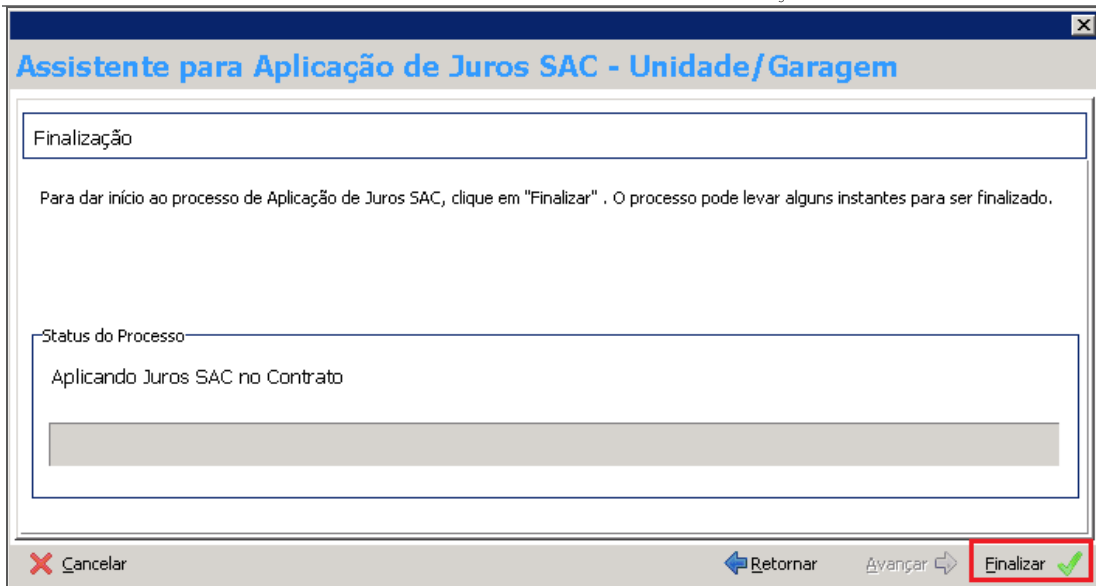 Assistente para Aplicação de Juros SAC - Unidade/Garagem
Finalização
Para dar início ao processo de Aplicação de Juros SAC, clique em "Finalizar" . O processo pode levar alguns instantes para ser finalizado.
Status do Processo
Aplicando Juros SAC no Contrato
Cancelar
Retornar
Avançar
Finalizar